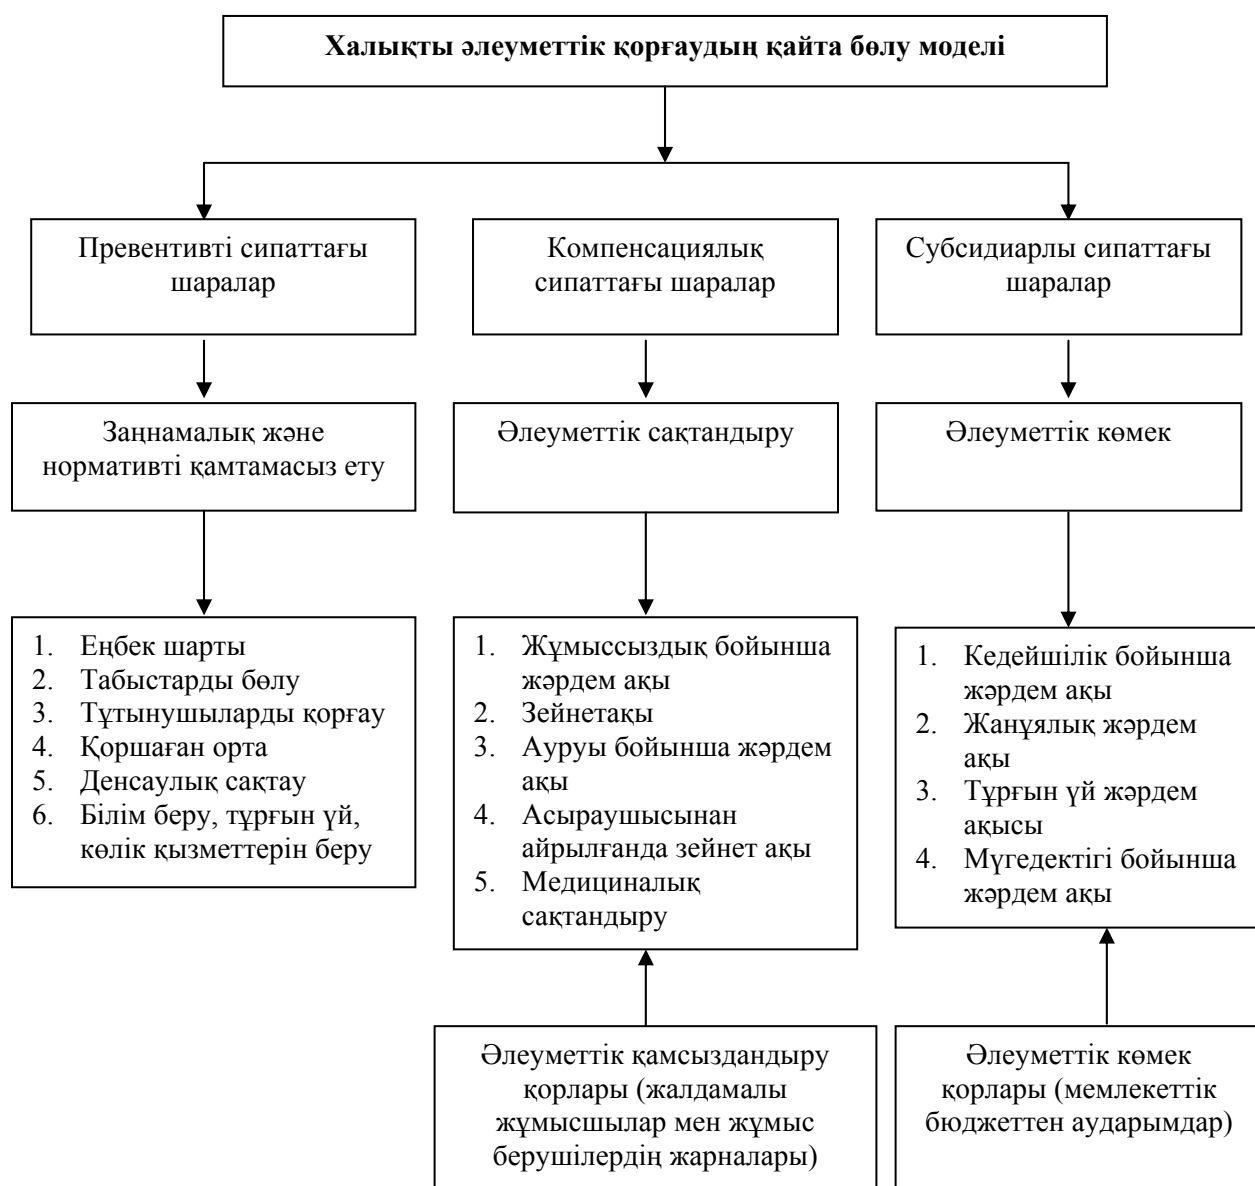 Халықты әлеуметтік қорғаудың қайта бөлу моделі
Превентивті сипаттағы
шаралар
Компенсациялық
сипаттағы шаралар
Субсидиарлы сипаттағы
шаралар
Заңнамалық және
нормативті қамтамасыз ету
Әлеуметтік сақтандыру
Әлеуметтік көмек
1. Еңбек шарты
2. Табыстарды бөлу
3. Тұтынушыларды қорғау
4. Қоршаған орта
5. Денсаулық сақтау
6. Білім беру, тұрғын үй,
көлік қызметтерін беру
1. Жұмыссыздық бойынша
жәрдем ақы
2. Зейнетақы
3. Ауруы бойынша жәрдем
ақы
4. Асыраушысынан
айрылғанда зейнет ақы
5. Медициналық
сақтандыру
1. Кедейшілік бойынша
жәрдем ақы
2. Жанұялық жәрдем
ақы
3. Тұрғын үй жәрдем
ақысы
4. Мүгедектігі бойынша
жәрдем ақы
Әлеуметтік қамсыздандыру
қорлары (жалдамалы
жұмысшылар мен жұмыс
берушілердің жарналары)
Әлеуметтік көмек
қорлары (мемлекеттік
бюджеттен аударымдар)